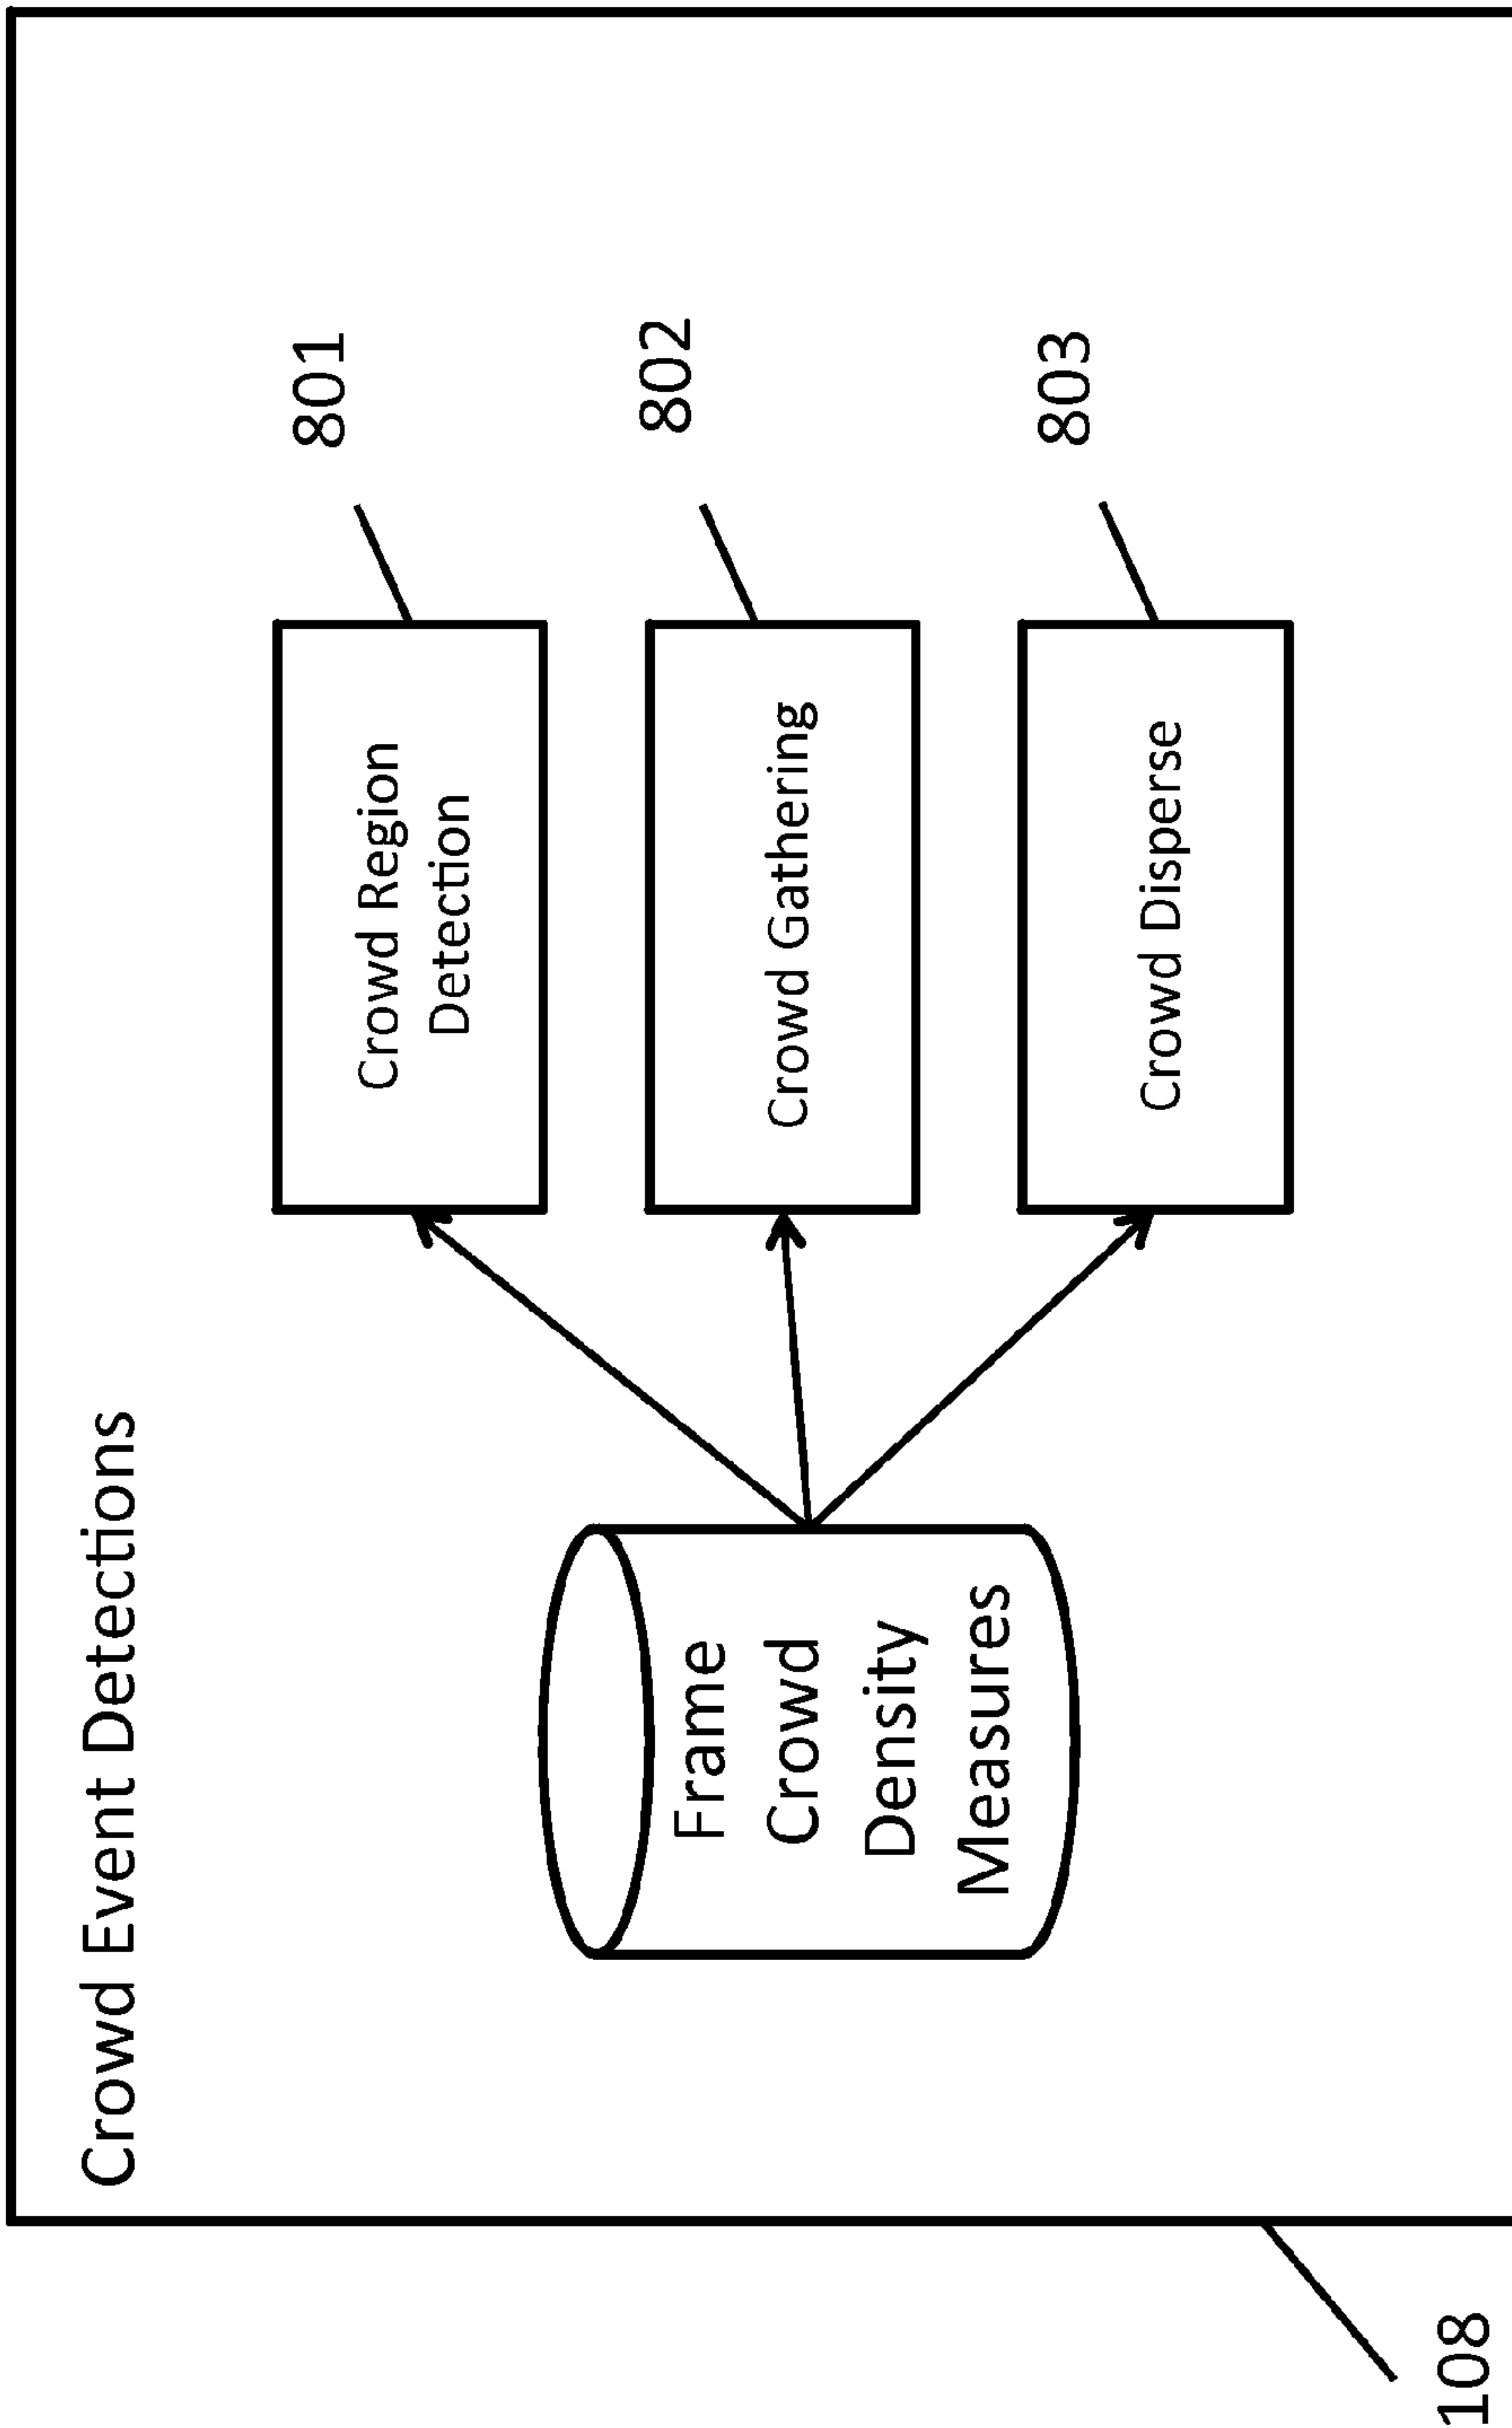 Crowd Event Detections
Frame
Crowd
Density
Measures
Crowd Region
Detection
801
Crowd Gathering
802
Crowd Disperse
803
108